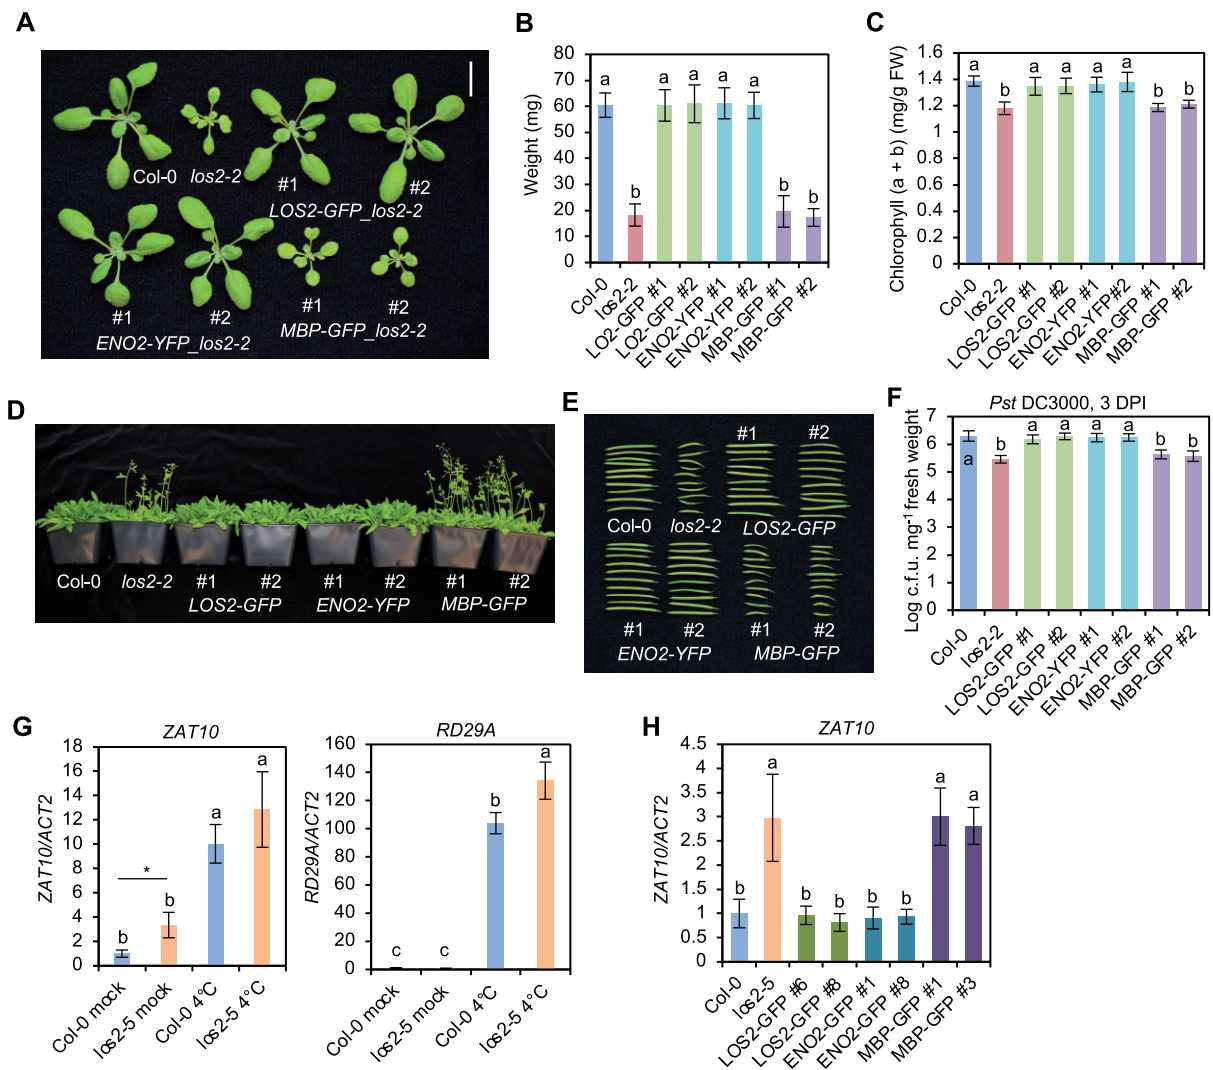 A
Col-0
los2-2
#1
#2
LOS2-GFP_los2-2
#1
#2
#1
#2
ENO2-YFP_los2-2
MBP-GFP_los2-2
B
Weight (mg)
80
70
60
50
40
30
20
10
0
a
b
a
a
a
a
b
b
Col-0
los2-2
LO2-GFP #1
LO2-GFP #2
ENO2-YFP #1
ENO2-YFP #2
MBP-GFP #1
MBP-GFP #2
C
Chlorophyll (a + b) (mg/g FW)
1.6
1.4
1.2
1
0.8
0.6
0.4
0.2
0
a
b
a
a
a
a
b
b
Col-0
los2-2
LOS2-GFP #1
LOS2-GFP #2
ENO2-YFP #1
ENO2-YFP#2
MBP-GFP #1
MBP-GFP #2
D
Col-0
los2-2
#1
#2
#1
#2
#1
#2
LOS2-GFP
ENO2-YFP
MBP-GFP
E
#1
#2
Col-0
los2-2
LOS2-GFP
#1
#2
#1
#2
ENO2-YFP
MBP-GFP
F
Pst DC3000, 3 DPI
Log c.f.u. mg-1 fresh weight
7
6
5
4
3
2
1
0
a
b
a
a
a
a
b
b
Col-0
los2-2
LOS2-GFP #1
LOS2-GFP #2
ENO2-YFP #1
ENO2-YFP #2
MBP-GFP #1
MBP-GFP #2
G
ZAT10
ZAT10/ACT2
18
16
14
12
10
8
6
4
2
0
*
b
b
a
a
Col-0 mock
los2-5 mock
Col-0 4°C
los2-5 4°C
RD29A
RD29A/ACT2
160
140
120
100
80
60
40
20
0
c
c
b
a
Col-0 mock
los2-5 mock
Col-0 4°C
los2-5 4°C
H
ZAT10
ZAT10/ACT2
4.5
4
3.5
3
2.5
2
1.5
1
0.5
0
b
a
b
b
b
b
a
a
Col-0
los2-5
LOS2-GFP #6
LOS2-GFP #8
ENO2-GFP #1
ENO2-GFP #8
MBP-GFP #1
MBP-GFP #3